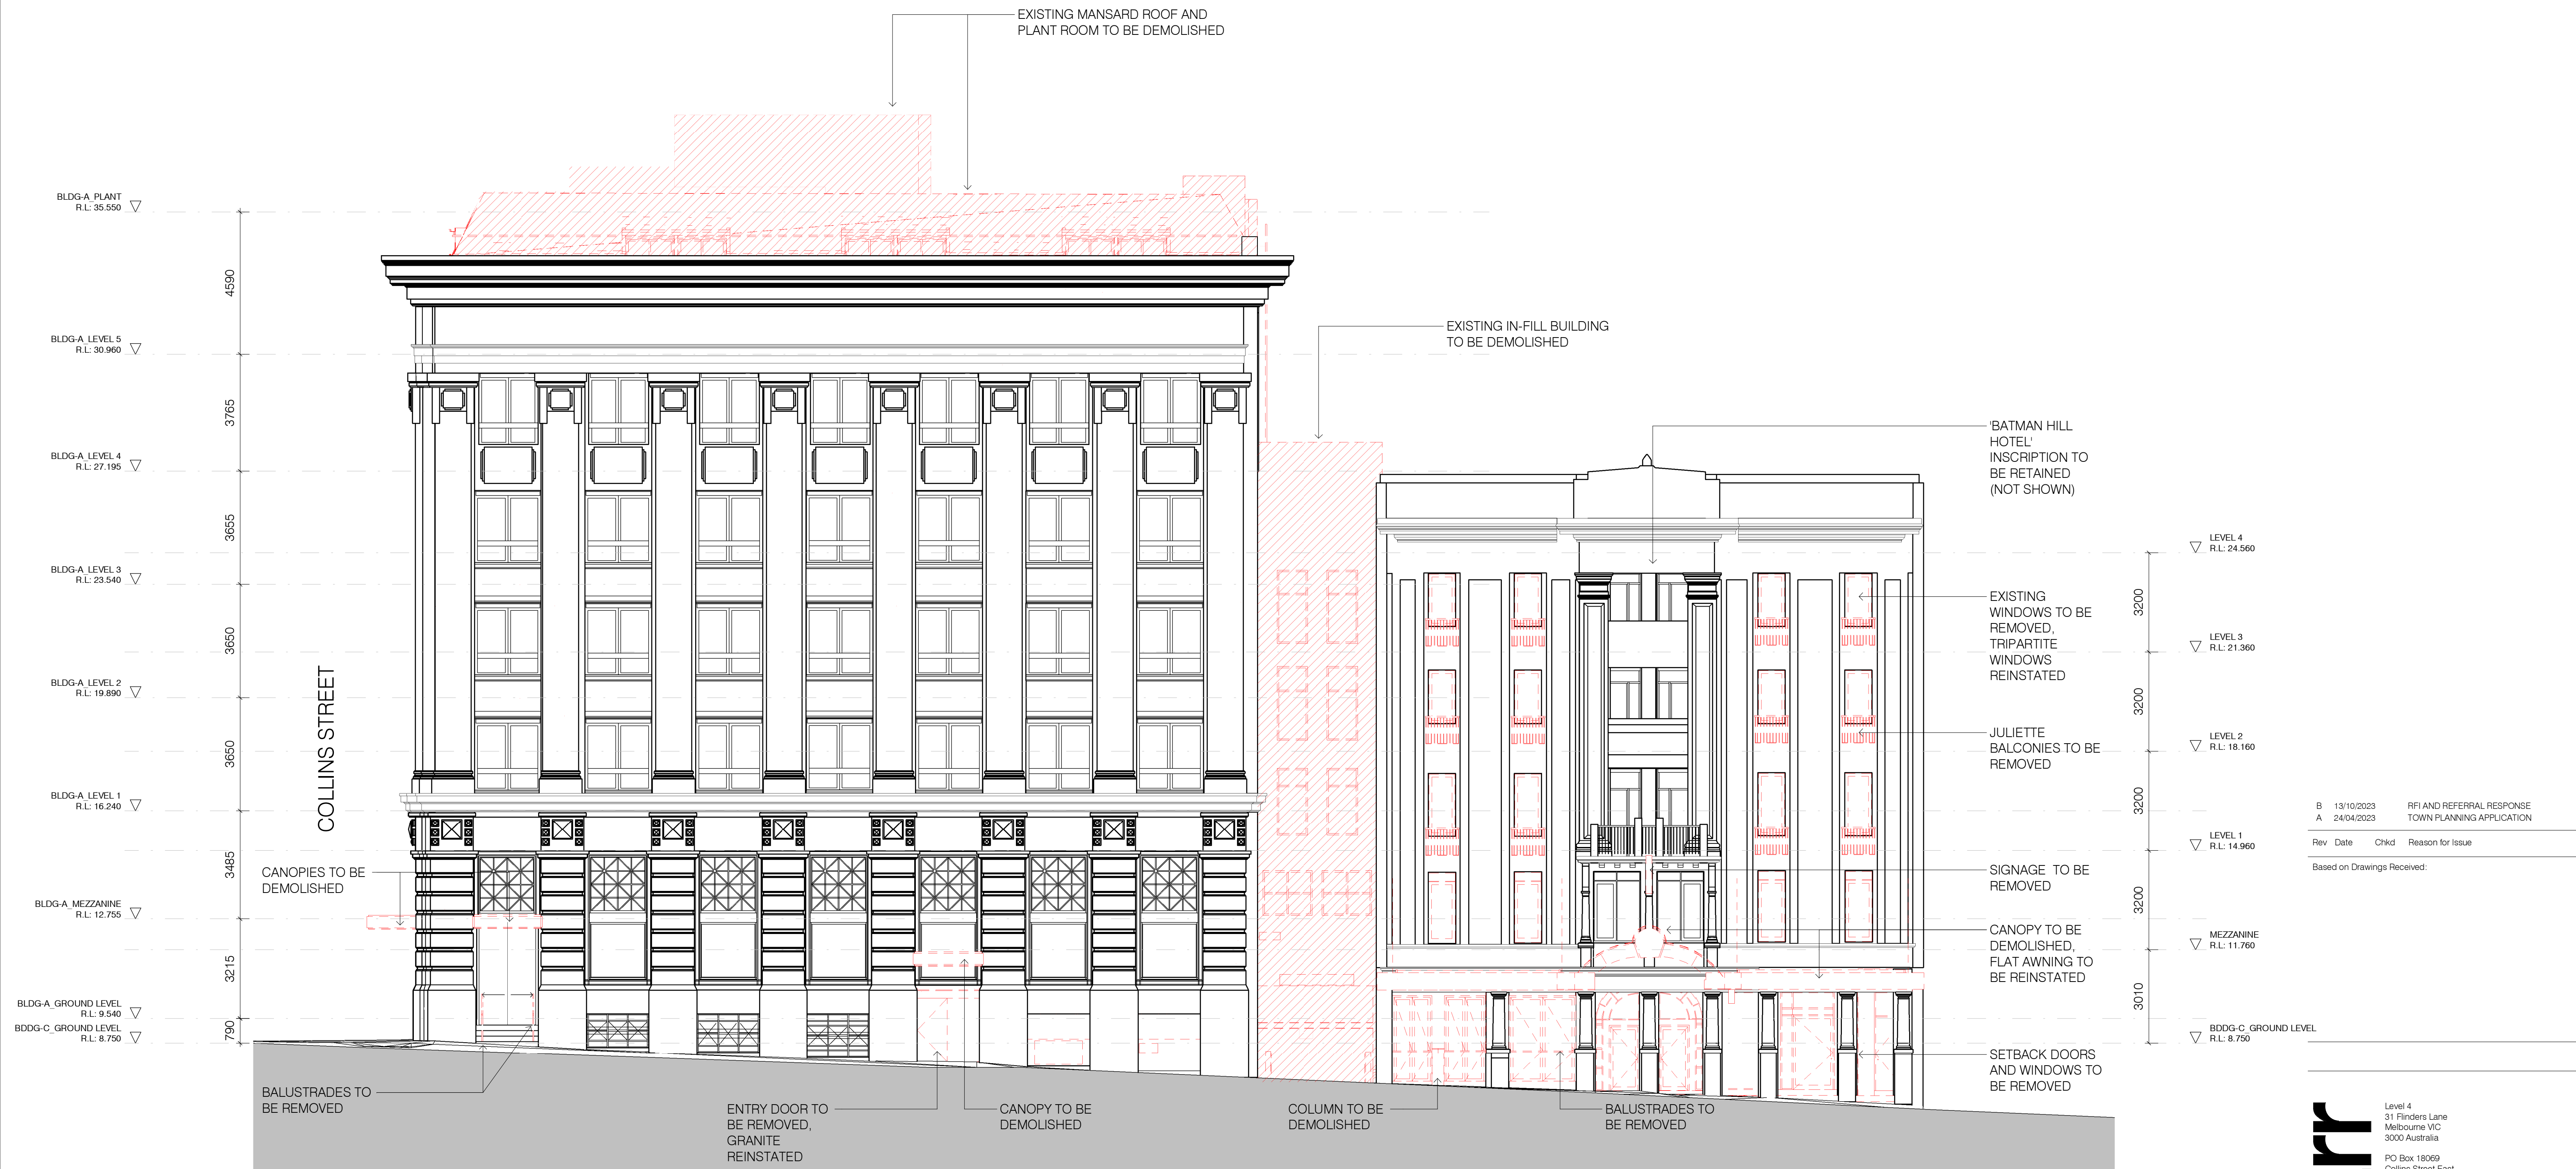 EXISTING MANSARD ROOF AND
PLANT ROOM TO BE DEMOLISHED
BLDG-A_PLANT
R.L: 35.550
4590
BLDG-A_LEVEL 5
R.L: 30.960
3765
BLDG-A_LEVEL 4
R.L: 27.195
3655
BLDG-A_LEVEL 3
R.L: 23.540
3650
BLDG-A_LEVEL 2
R.L: 19.890
3650
BLDG-A_LEVEL 1
R.L: 16.240
3485
BLDG-A_MEZZANINE
R.L: 12.755
3215
BLDG-A_GROUND LEVEL
R.L: 9.540
BDDG-C_GROUND LEVEL
R.L: 8.750
790
COLLINS STREET
CANOPIES TO BE
DEMOLISHED
BALUSTRADES TO
BE REMOVED
ENTRY DOOR TO
BE REMOVED,
GRANITE
REINSTATED
CANOPY TO BE
DEMOLISHED
COLUMN TO BE
DEMOLISHED
BALUSTRADES TO
BE REMOVED
EXISTING IN-FILL BUILDING
TO BE DEMOLISHED
'BATMAN HILL
HOTEL'
INSCRIPTION TO
BE RETAINED
(NOT SHOWN)
EXISTING
WINDOWS TO BE
REMOVED,
TRIPARTITE
WINDOWS
REINSTATED
JULIETTE
BALCONIES TO BE
REMOVED
SIGNAGE TO BE
REMOVED
CANOPY TO BE
DEMOLISHED,
FLAT AWNING TO
BE REINSTATED
SETBACK DOORS
AND WINDOWS TO
BE REMOVED
LEVEL 4
R.L: 24.560
3200
LEVEL 3
R.L: 21.360
3200
LEVEL 2
R.L: 18.160
3200
LEVEL 1
R.L: 14.960
3200
MEZZANINE
R.L: 11.760
3010
BDDG-C_GROUND LEVEL
R.L: 8.750
B 13/10/2023 RFI AND REFERRAL RESPONSE
A 24/04/2023 TOWN PLANNING APPLICATION
Rev Date Chkd Reason for Issue
Based on Drawings Received:
rr
Level 4
31 Flinders Lane
Melbourne VIC
3000 Australia
PO Box 18069
Collins Street East